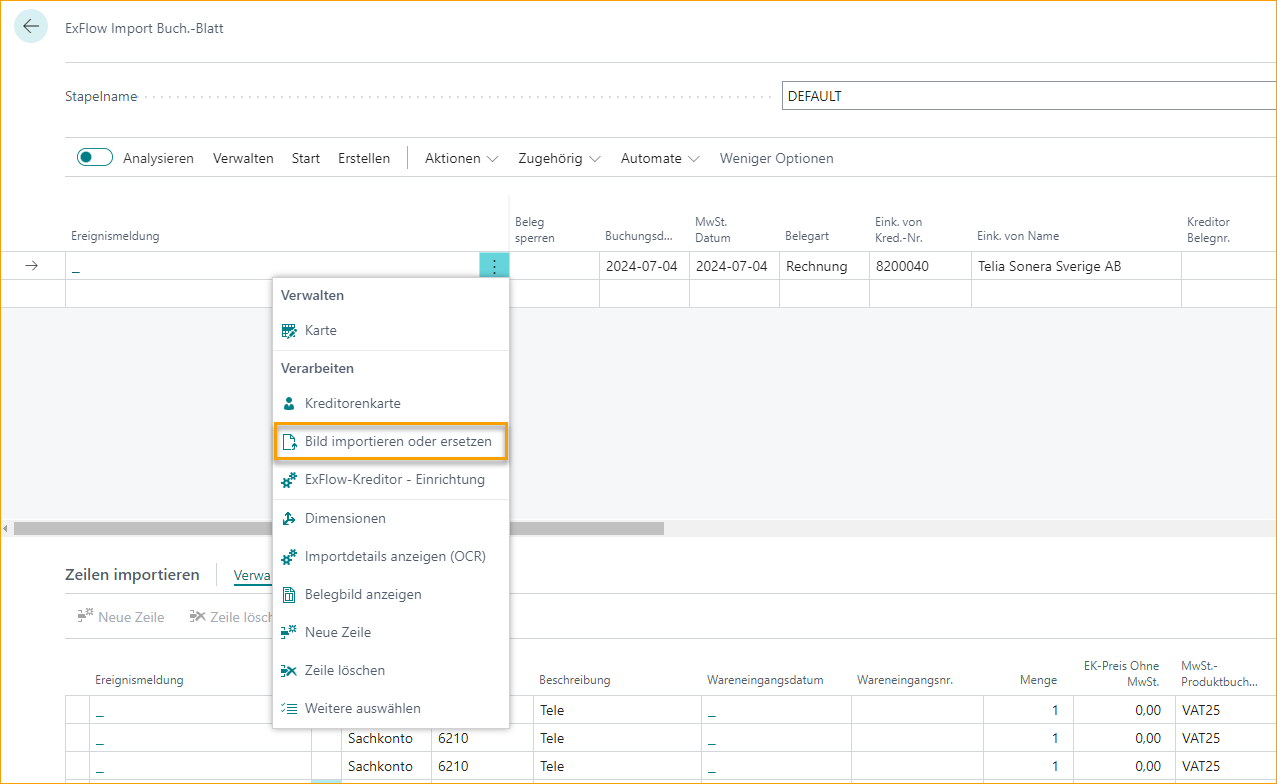 ExFlow Import Buch.-Blatt
Stapelname
DEFAULT
Analysieren Verwalten Start Erstellen Aktionen Zugehörig Automate Weniger Optionen
Ereignismeldung
Beleg
sperren
Buchungsd...
MwSt.
Datum
Belegart
Eink. von
Kred.-Nr.
Eink. von Name
Kreditor
Belegnr.
_ 2024-07-04 2024-07-04 Rechnung 8200040 Telia Sonera Sverige AB
Verwalten
Karte
Verarbeiten
Kreditorenkarte
Bild importieren oder ersetzen
ExFlow-Kreditor - Einrichtung
Dimensionen
Importdetails anzeigen (OCR)
Belegbild anzeigen
Neue Zeile
Zeile löschen
Weitere auswählen
Zeilen importieren Verwa
Neue Zeile Zeile lösch
Ereignismeldung
Beschreibung
Wareneingangsdatum
Wareneingangsnr.
Menge
EK-Preis Ohne
MwSt.
MwSt.-
Produktbuch...
_ Tele _ 1 0,00 VAT25
_ Sachkonto 6210 Tele _ 1 0,00 VAT25
_ Sachkonto 6210 Tele _ 1 0,00 VAT25